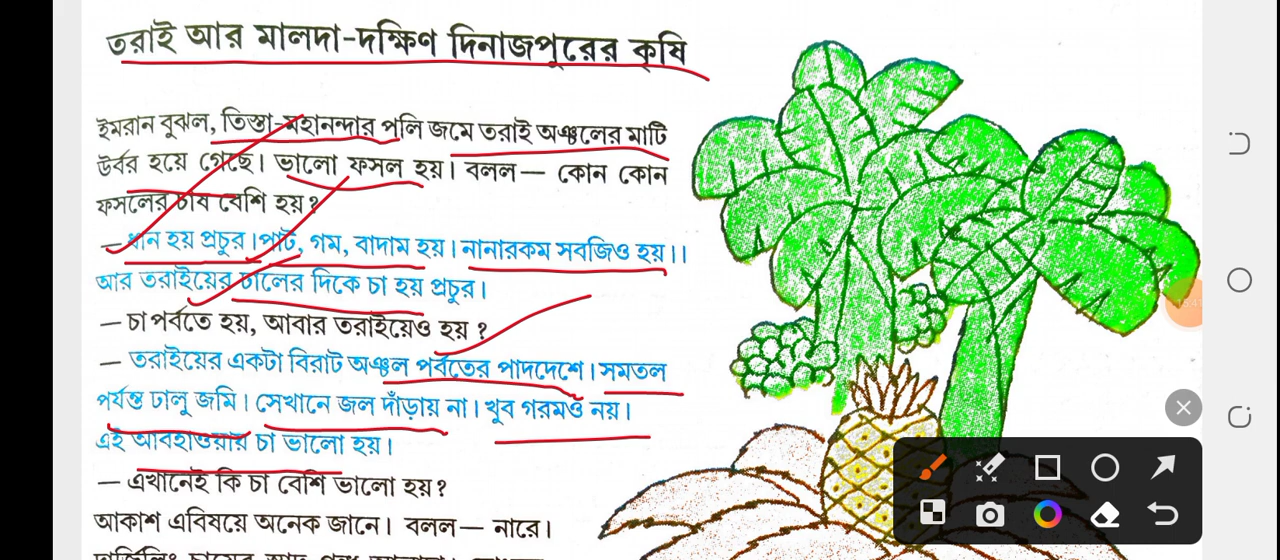 তরাই আর মালদা-দক্ষিণ দিনাজপুরের কৃষি
ইমরান বুঝল, তিস্তা-মহানন্দার পলি জমে তরাই অঞ্চলের মাটি
উর্বর হয়ে গেছে। ভালো ফসল হয়। বলল— কোন কোন
ফসলের চাষ বেশি হয়?
— ধান হয় প্রচুর। পাট, গম, বাদাম হয়। নানারকম সবজিও হয়।।
আর তরাইয়ের ঢালের দিকে চা হয় প্রচুর।
— চা পর্বতে হয়, আবার তরাইয়েও হয় ?
— তরাইয়ের একটা বিরাট অঞ্চল পর্বতের পাদদেশে। সমতল
পর্যন্ত ঢালু জমি। সেখানে জল দাঁড়ায় না। খুব গরমও নয়।
এই আবহাওয়ায় চা ভালো হয়।
— এখানেই কি চা বেশি ভালো হয়?
আকাশ এবিষয়ে অনেক জানে। বলল— নারে।